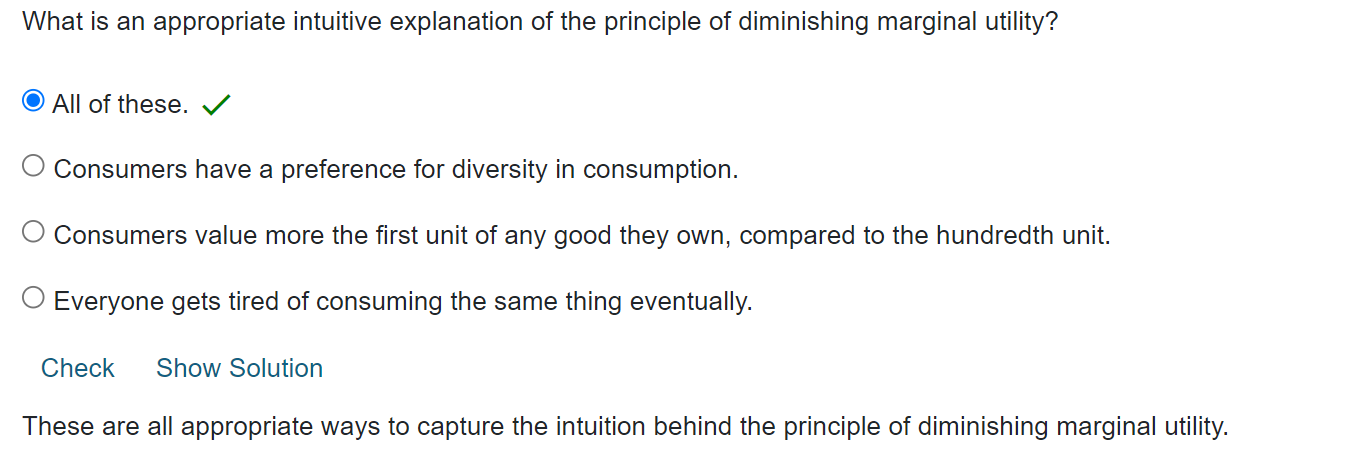 What is an appropriate intuitive explanation of the principle of diminishing marginal utility?
All of these.
Consumers have a preference for diversity in consumption.
Consumers value more the first unit of any good they own, compared to the hundredth unit.
Everyone gets tired of consuming the same thing eventually.
Check Show Solution
These are all appropriate ways to capture the intuition behind the principle of diminishing marginal utility.